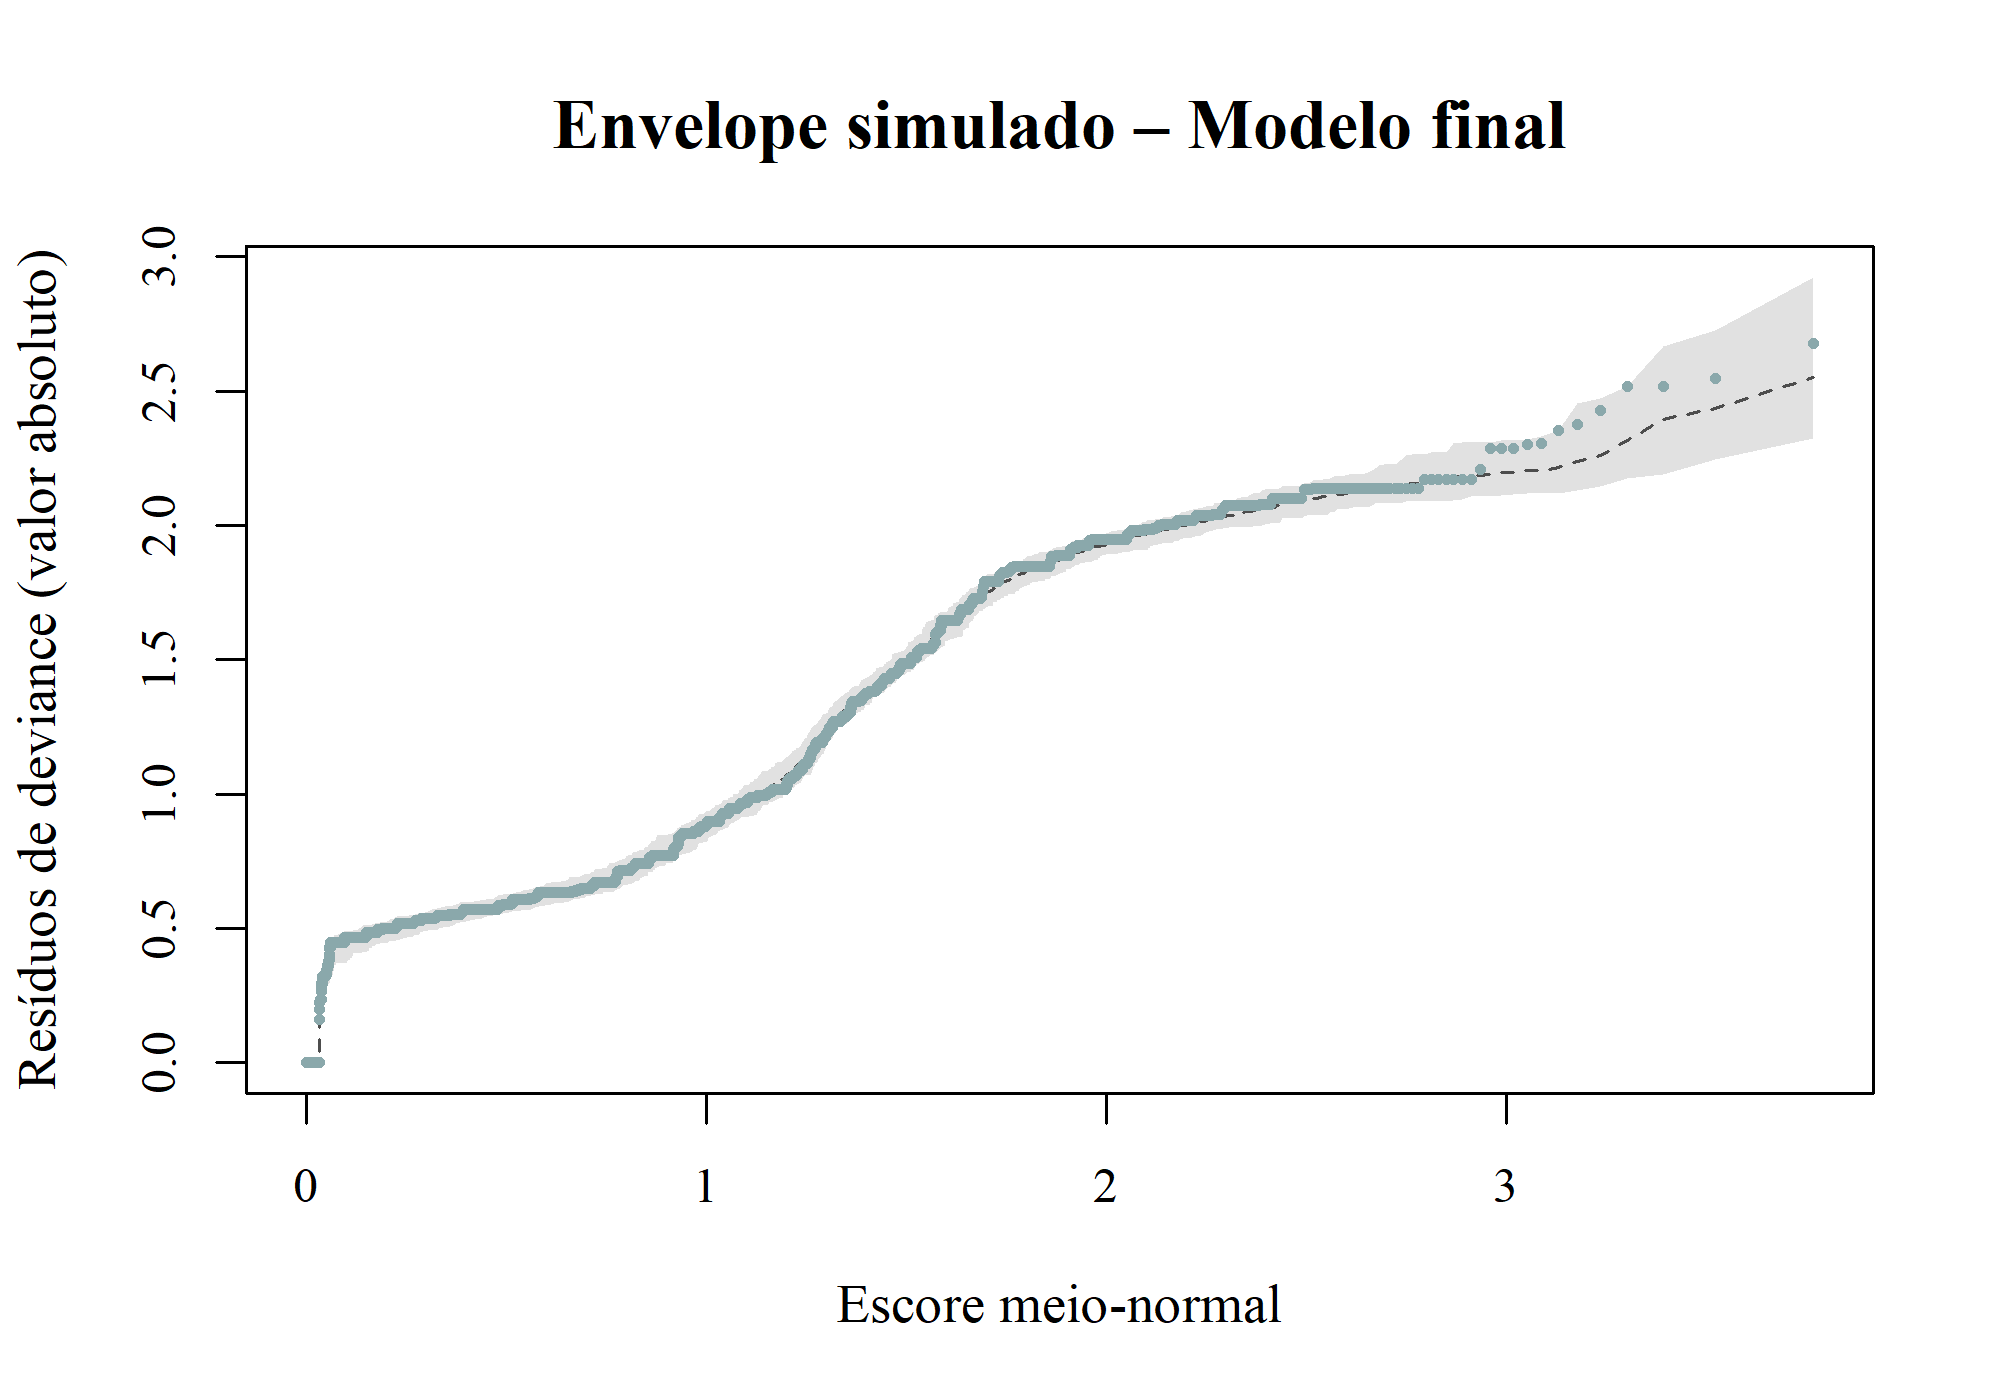 Envelope simulado – Modelo final
Resíduos de deviance (valor absoluto)
3.0
2.5
2.0
1.5
1.0
0.5
0.0
0 1 2 3
Escore meio-normal